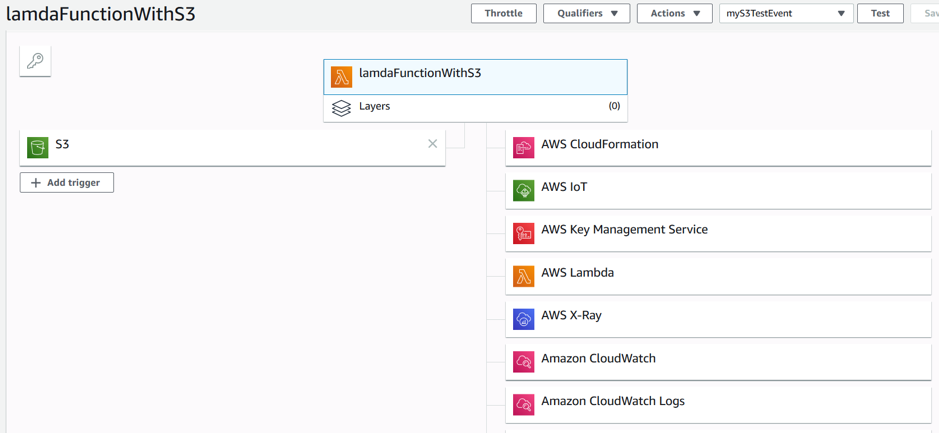 lamdaFunctionWithS3
Throttle
Qualifiers
Actions
myS3TestEvent
Test
lamdaFunctionWithS3
Layers
(0)
S3
Add trigger
AWS CloudFormation
AWS IoT
AWS Key Management Service
AWS Lambda
AWS X-Ray
Amazon CloudWatch
Amazon CloudWatch Logs